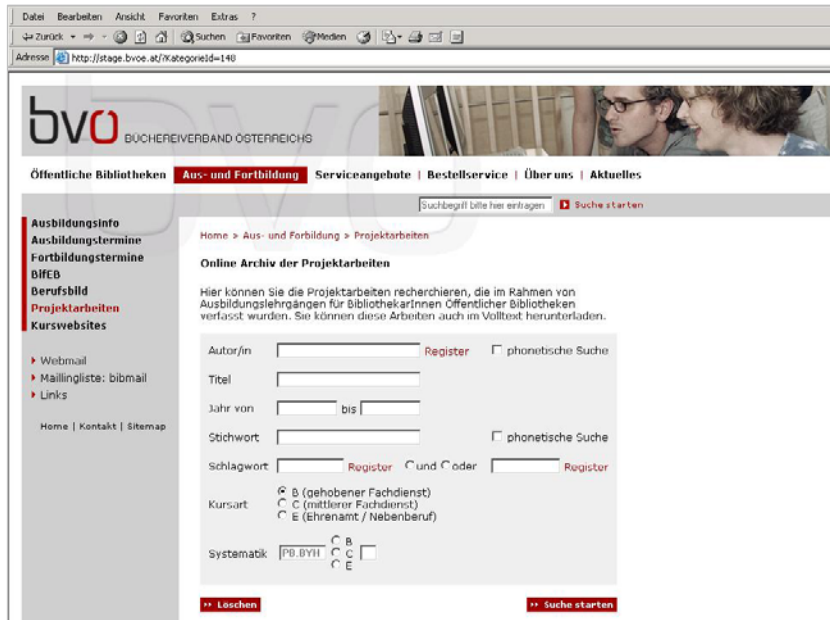 Datei Bearbeiten Ansicht Favoriten Extras ?
Zurück Suchen Favoriten Medien
Adresse http://stage.bvoe.at/?KategorieId=148
bvo BÜCHEREIVERBAND ÖSTERREICHS
Öffentliche Bibliotheken Aus- und Fortbildung Serviceangebote | Bestellservice | Über uns | Aktuelles
Suchbegriff bitte hier eintragen Suche starten
Ausbildungsinfo
Ausbildungstermine
Fortbildungstermine
BifEB
Berufsbild
Projektarbeiten
Kurswebsites
Webmail
Maillingliste: bibmail
Links
Home | Kontakt | Sitemap
Home > Aus- und Forbildung > Projektarbeiten
Online Archiv der Projektarbeiten
Hier können Sie die Projektarbeiten recherchieren, die im Rahmen von
Ausbildungslehrgängen für BibliothekarInnen Öffentlicher Bibliotheken
verfasst wurden. Sie können diese Arbeiten auch im Volltext herunterladen.
Autor/in Register phonetische Suche
Titel
Jahr von bis
Stichwort phonetische Suche
Schlagwort Register und oder Register
Kursart
B (gehobener Fachdienst)
C (mittlerer Fachdienst)
E (Ehrenamt / Nebenberuf)
Systematik PB.BYH
B
C
E
›› Löschen ›› Suche starten